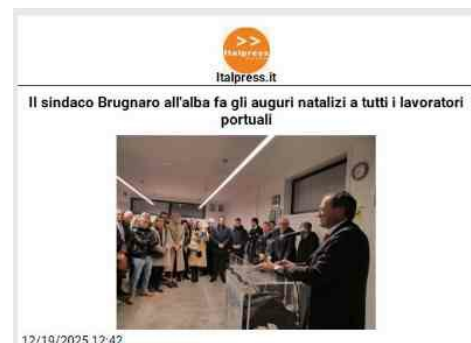 >>
Italpress
Italpress.it
Il sindaco Brugnaro all'alba fa gli auguri natalizi a tutti i lavoratori
portuali
12/19/2025 12:42